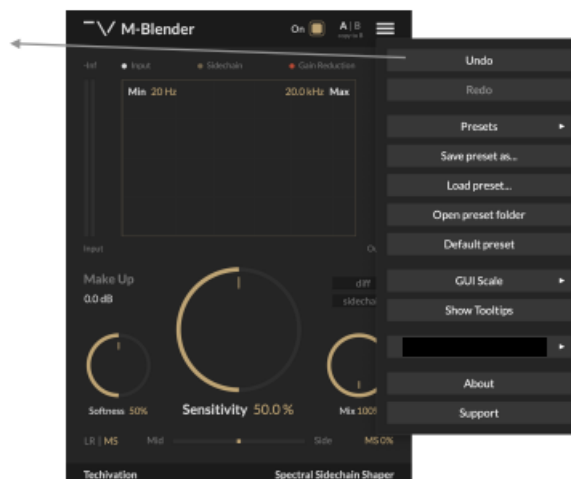 M-Blender
On
A | B
copy to B
-Inf
Input
Sidechain
Gain Reduction
Min 20 Hz
20.0 kHz Max
Input
Make Up
0.0 dB
diff
Softness 50%
Sensitivity 50.0 %
Mix 100%
LR | MS
Mid
Side
MS 0%
Techivation
Spectral Sidechain Shaper
Undo
Redo
Presets
Save preset as...
Load preset...
Open preset folder
Default preset
GUI Scale
Show Tooltips
About
Support